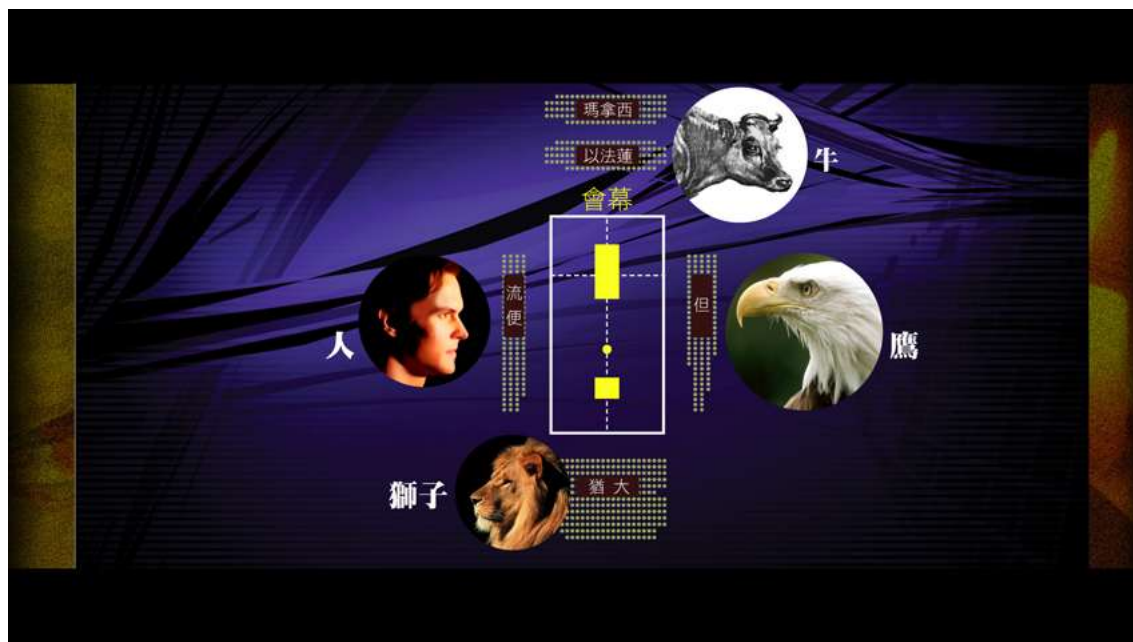 瑪拿西
以法蓮
牛
會幕
人
流便
但
鷹
獅子
猶大